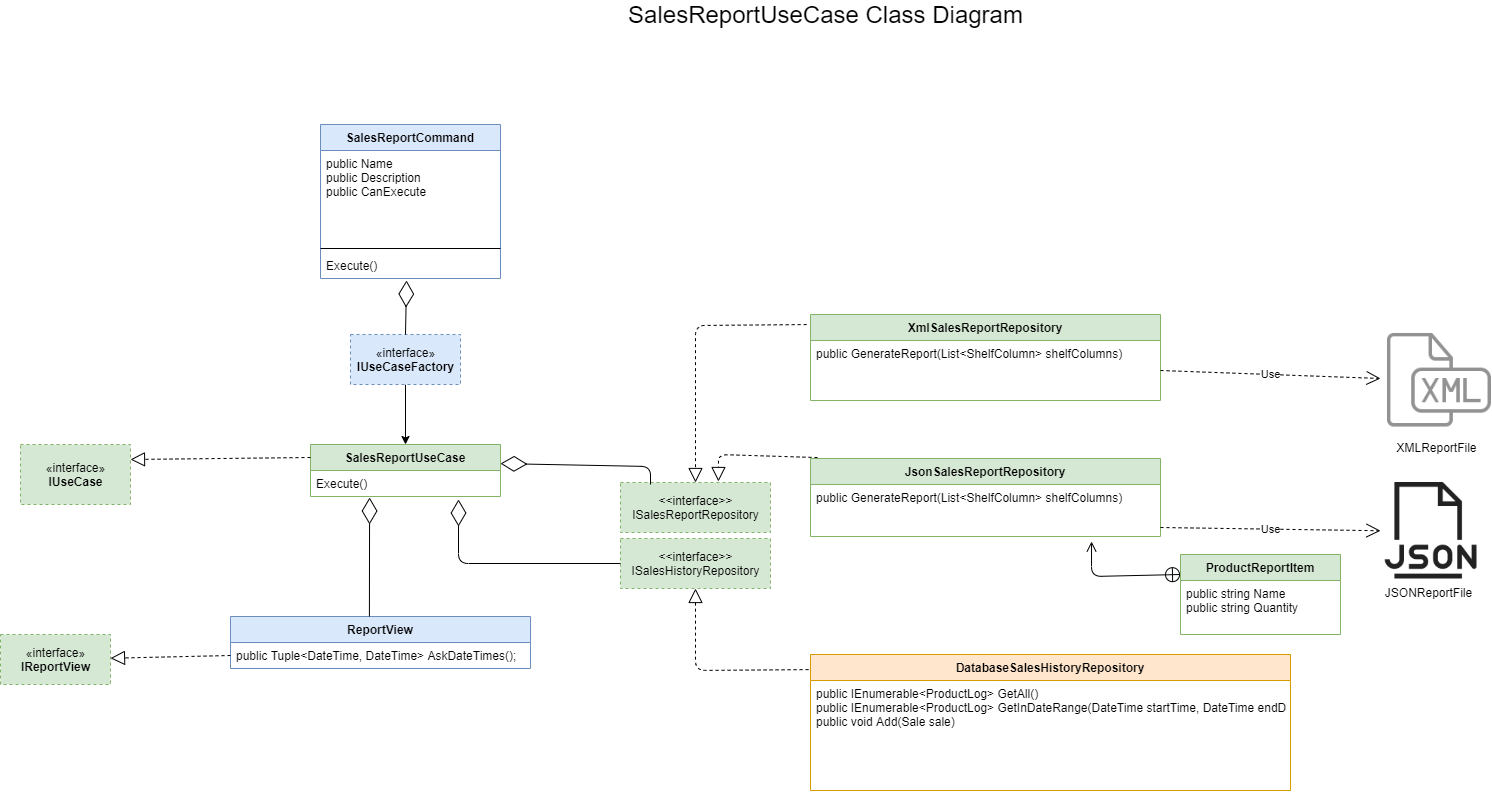 SalesReportUseCase Class Diagram
SalesReportCommand
public Name
public Description
public CanExecute
Execute()
«interface»
IUseCaseFactory
«interface»
IUseCase
SalesReportUseCase
Execute()
<<interface>>
ISalesReportRepository
<<interface>>
ISalesHistoryRepository
«interface»
IReportView
ReportView
public Tuple<DateTime, DateTime> AskDateTimes();
XmlSalesReportRepository
public GenerateReport(List<ShelfColumn> shelfColumns)
Use
XML
XMLReportFile
JsonSalesReportRepository
public GenerateReport(List<ShelfColumn> shelfColumns)
Use
JSON
JSONReportFile
ProductReportItem
public string Name
public string Quantity
DatabaseSalesHistoryRepository
public IEnumerable<ProductLog> GetAll()
public IEnumerable<ProductLog> GetInDateRange(DateTime startTime, DateTime endD
public void Add(Sale sale)